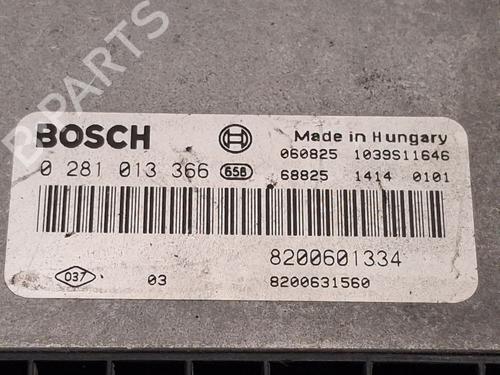 B-PARTS
BOSCH
Made in Hungary
060825 1039S11646
0 281 013 366 658
68825 1414 0101
8200601334
037 03
8200631560